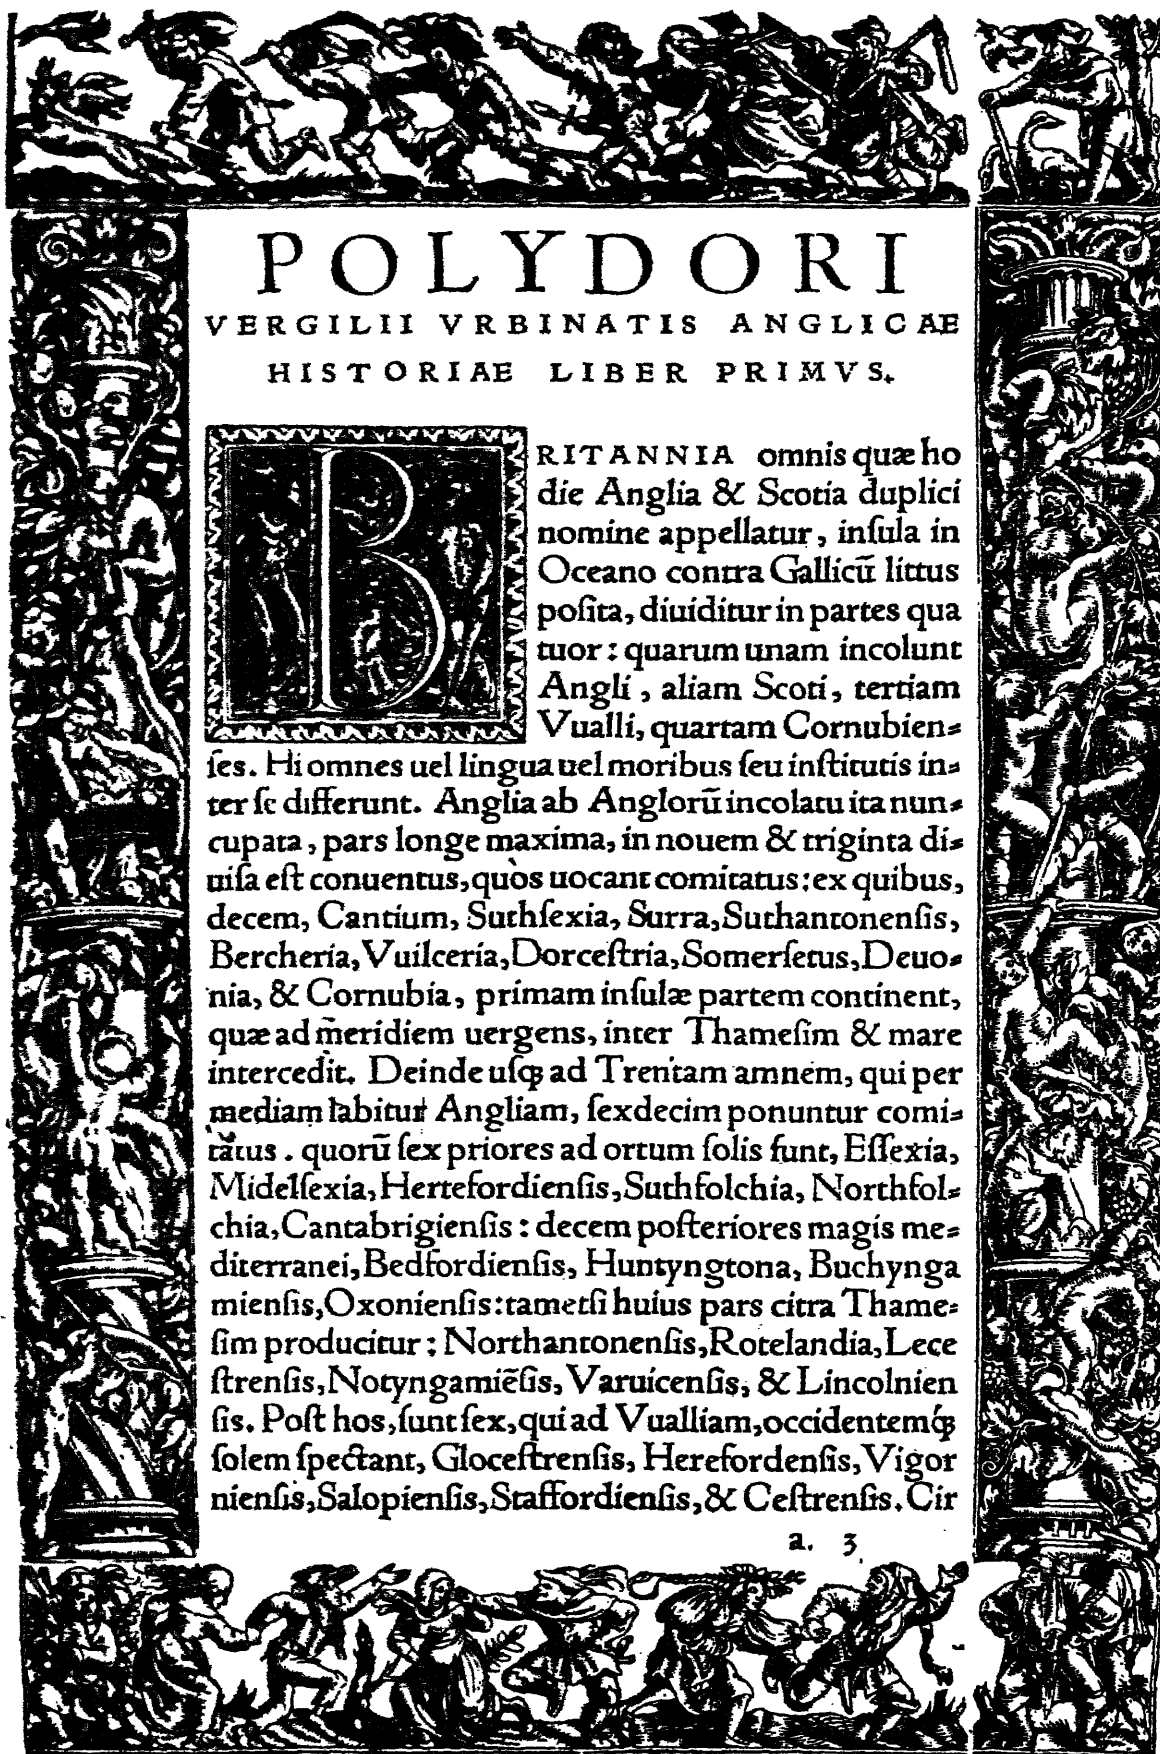 POLYDORI
VERGILII VRBINATIS ANGLICAE
HISTORIAE LIBER PRIMVS.
BRITANNIA omnis quæ ho
die Anglia & Scotia duplici
nomine appellatur, inſula in
Oceano contra Gallicū littus
poſita, diuiditur in partes qua
tuor: quarum unam incolunt
Angli, aliam Scoti, tertiam
Vualli, quartam Cornubien⸗
ſes. Hi omnes uel lingua uel moribus ſeu inſtitutis in⸗
ter ſe differunt. Anglia ab Anglorū incolatu ita nun⸗
cupata, pars longe maxima, in nouem & triginta di⸗
uiſa eſt conuentus, quòs uocant comitatus: ex quibus,
decem, Cantium, Suthſexia, Surra, Suthantonenſis,
Bercheria, Vuilceria, Dorceſtria, Somerſetus, Deuo⸗
nia, & Cornubia, primam inſulæ partem continent,
quæ ad meridiem uergens, inter Thameſim & mare
intercedit. Deinde uſqꝫ ad Trentam amnem, qui per
mediam labitur Angliam, ſexdecim ponuntur comi⸗
tatus. quorū ſex priores ad ortum ſolis ſunt, Eſſexia,
Midelſexia, Hertefordienſis, Suthfolchia, Northfol⸗
chia, Cantabrigienſis: decem poſteriores magis me⸗
diterranei, Bedfordienſis, Huntyngtona, Buchynga
mienſis, Oxonienſis: tametſi huius pars citra Thame⸗
ſim producitur: Northantonenſis, Rotelandia, Lece
ſtrenſis, Notyngamiēſis, Varuicenſis, & Lincolnien
ſis. Poſt hos, ſunt ſex, qui ad Vualliam, occidentemq́ꝫ
ſolem ſpectant, Gloceſtrenſis, Herefordenſis, Vigor
nienſis, Salopienſis, Staffordienſis, & Ceſtrenſis. Cir
a. 3